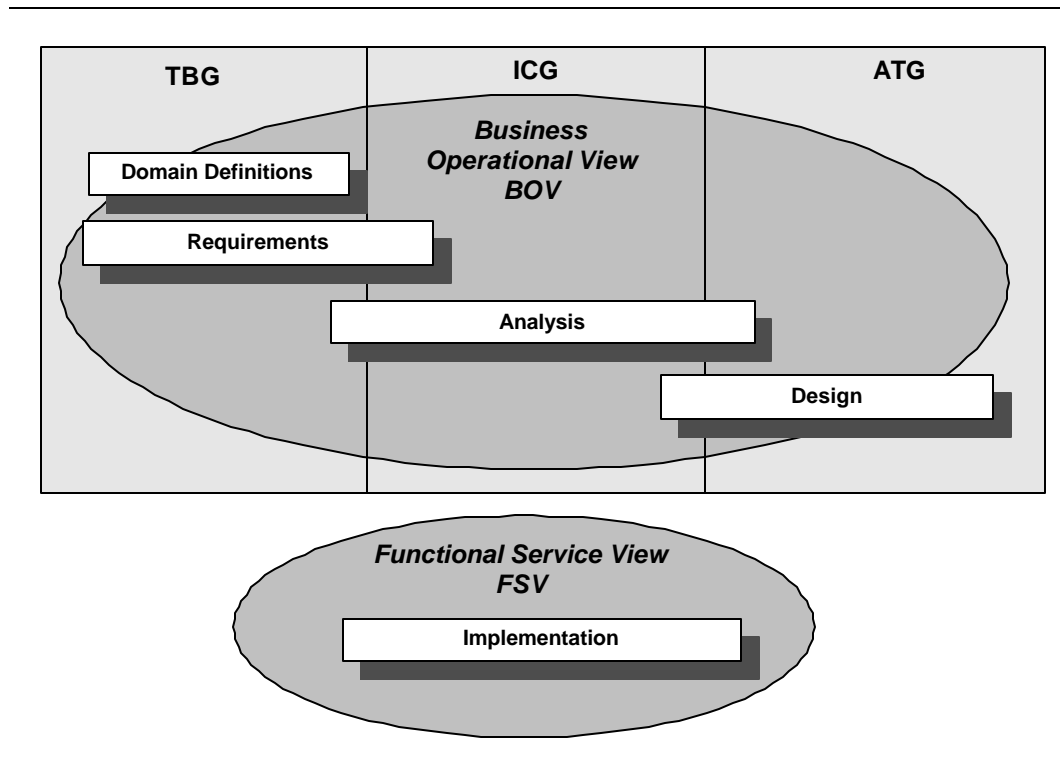 TBG
ICG
ATG
Business
Operational View
BOV
Domain Definitions
Requirements
Analysis
Design
Functional Service View
FSV
Implementation